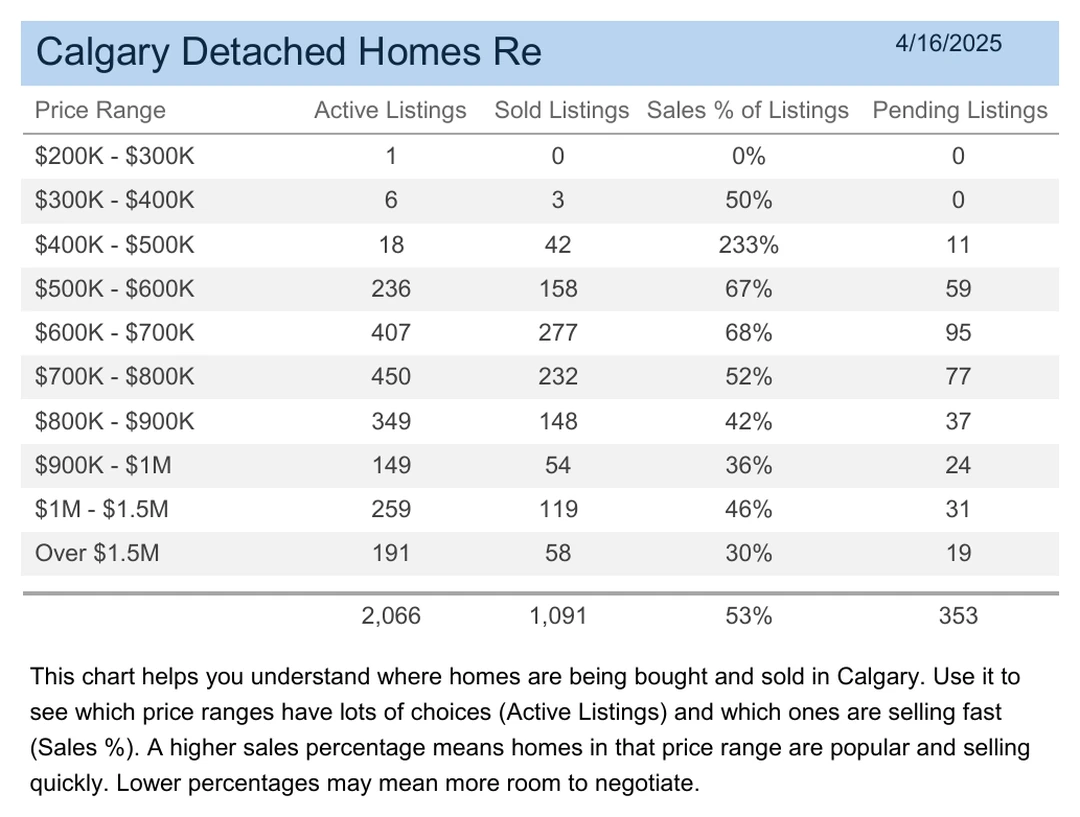 Calgary Detached Homes Re 4/16/2025
Price Range Active Listings Sold Listings Sales % of Listings Pending Listings
$200K - $300K 1 0 0% 0
$300K - $400K 6 3 50% 0
$400K - $500K 18 42 233% 11
$500K - $600K 236 158 67% 59
$600K - $700K 407 277 68% 95
$700K - $800K 450 232 52% 77
$800K - $900K 349 148 42% 37
$900K - $1M 149 54 36% 24
$1M - $1.5M 259 119 46% 31
Over $1.5M 191 58 30% 19
2,066 1,091 53% 353
This chart helps you understand where homes are being bought and sold in Calgary. Use it to
see which price ranges have lots of choices (Active Listings) and which ones are selling fast
(Sales %). A higher sales percentage means homes in that price range are popular and selling
quickly. Lower percentages may mean more room to negotiate.